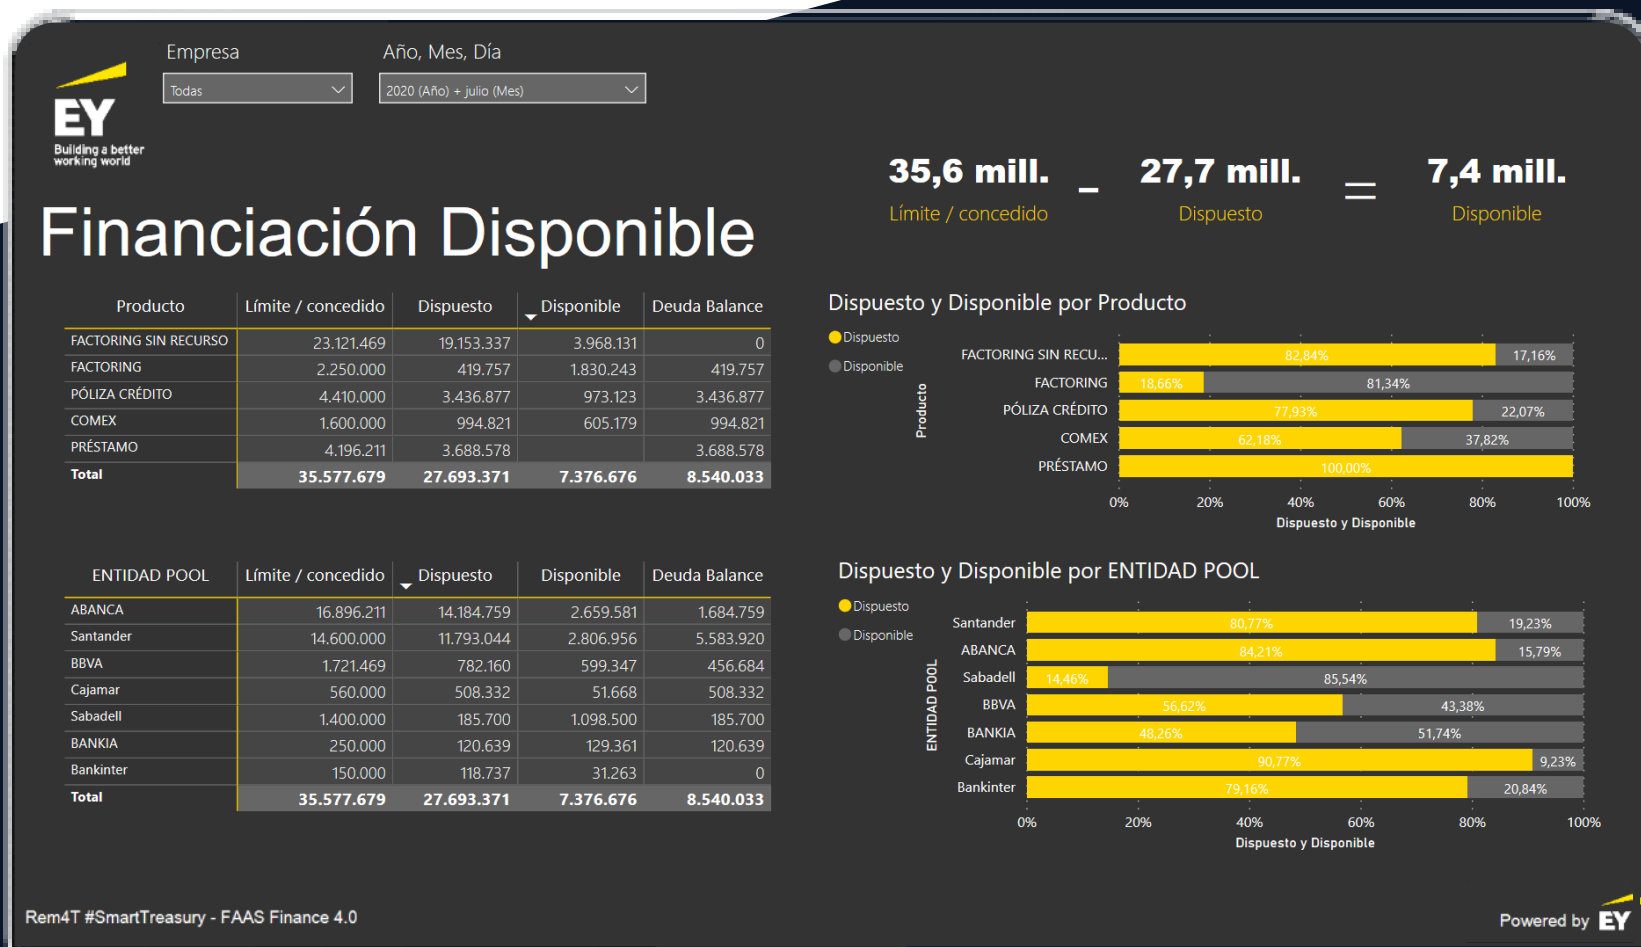 Empresa
Año, Mes, Día
Todas
2020 (Año) + julio (Mes)
EY
Building a better
working world
35,6 mill. – 27,7 mill. = 7,4 mill.
Límite / concedido Dispuesto Disponible
Financiación Disponible
Producto Límite / concedido Dispuesto Disponible Deuda Balance
FACTORING SIN RECURSO 23.121.469 19.153.337 3.968.131 0
FACTORING 2.250.000 419.757 1.830.243 419.757
PÓLIZA CRÉDITO 4.410.000 3.436.877 973.123 3.436.877
COMEX 1.600.000 994.821 605.179 994.821
PRÉSTAMO 4.196.211 3.688.578 3.688.578
Total 35.577.679 27.693.371 7.376.676 8.540.033
Dispuesto y Disponible por Producto
Dispuesto
Disponible
Producto
FACTORING SIN RECU... 82,84% 17,16%
FACTORING 18,66% 81,34%
PÓLIZA CRÉDITO 77,93% 22,07%
COMEX 62,18% 37,82%
PRÉSTAMO 100,00%
0% 20% 40% 60% 80% 100%
Dispuesto y Disponible
ENTIDAD POOL Límite / concedido Dispuesto Disponible Deuda Balance
ABANCA 16.896.211 14.184.759 2.659.581 1.684.759
Santander 14.600.000 11.793.044 2.806.956 5.583.920
BBVA 1.721.469 782.160 599.347 456.684
Cajamar 560.000 508.332 51.668 508.332
Sabadell 1.400.000 185.700 1.098.500 185.700
BANKIA 250.000 120.639 129.361 120.639
Bankinter 150.000 118.737 31.263 0
Total 35.577.679 27.693.371 7.376.676 8.540.033
Dispuesto y Disponible por ENTIDAD POOL
Dispuesto
Disponible
ENTIDAD POOL
Santander 80,77% 19,23%
ABANCA 84,21% 15,79%
Sabadell 14,46% 85,54%
BBVA 56,62% 43,38%
BANKIA 48,26% 51,74%
Cajamar 90,77% 9,23%
Bankinter 79,16% 20,84%
0% 20% 40% 60% 80% 100%
Dispuesto y Disponible
Rem4T #SmartTreasury - FAAS Finance 4.0
Powered by EY